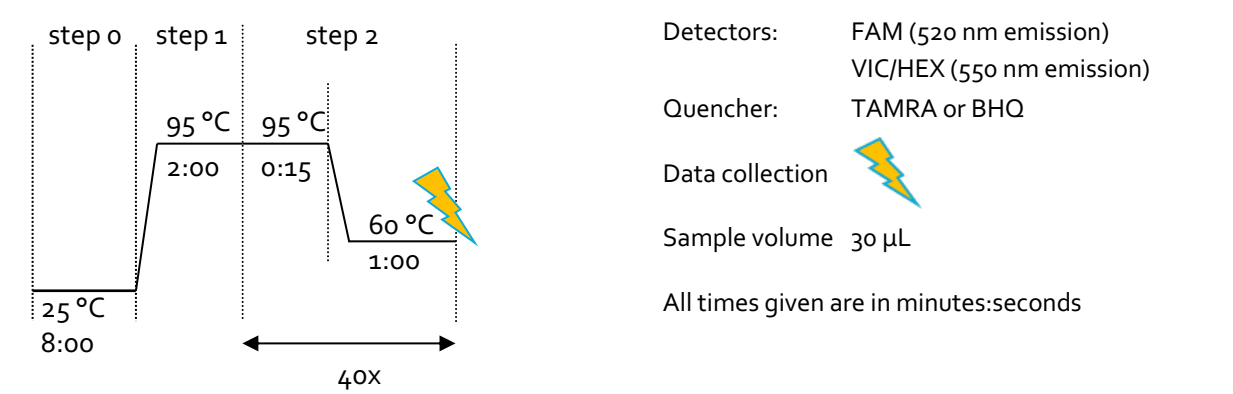 step 0 step 1 step 2
95 °C 95 °C
2:00 0:15
60 °C
1:00
25 °C
8:00
40x
Detectors: FAM (520 nm emission)
VIC/HEX (550 nm emission)
Quencher: TAMRA or BHQ
Data collection
Sample volume 30 µL
All times given are in minutes:seconds